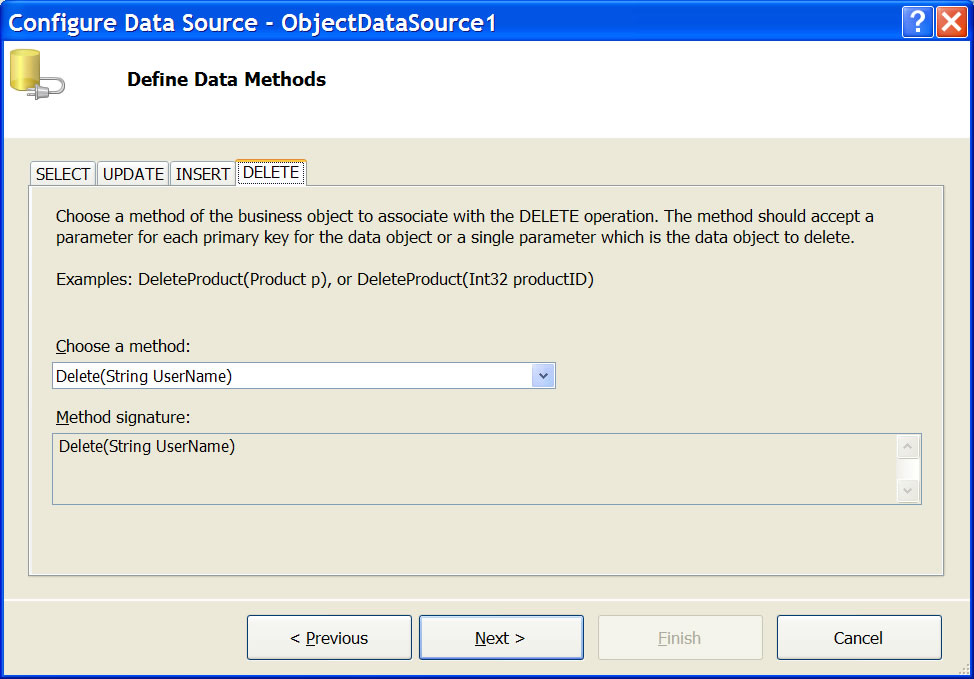 Configure Data Source - ObjectDataSource1
Define Data Methods
SELECT UPDATE INSERT DELETE
Choose a method of the business object to associate with the DELETE operation. The method should accept a
parameter for each primary key for the data object or a single parameter which is the data object to delete.
Examples: DeleteProduct(Product p), or DeleteProduct(Int32 productID)
Choose a method:
Delete(String UserName)
Method signature:
Delete(String UserName)
< Previous Next > Finish Cancel